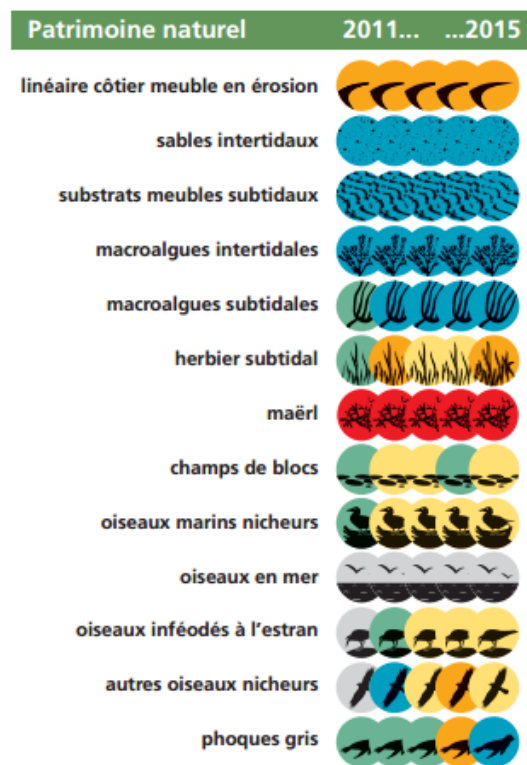 Patrimoine naturel 2011... ...2015
linéaire côtier meuble en érosion
sables intertidaux
substrats meubles subtidaux
macroalgues intertidales
macroalgues subtidales
herbier subtidal
maërl
champs de blocs
oiseaux marins nicheurs
oiseaux en mer
oiseaux inféodés à l'estran
autres oiseaux nicheurs
phoques gris